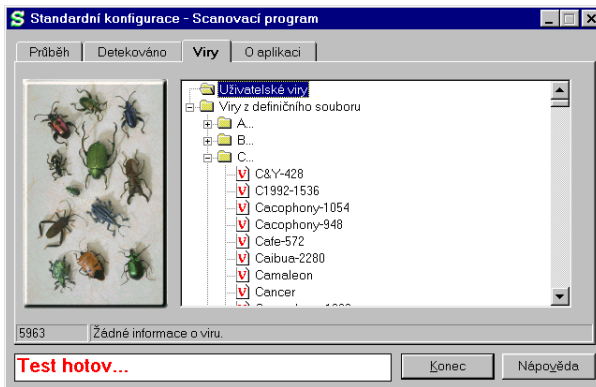 Standardní konfigurace - Scanovací program
Průběh Detekováno Viry O aplikaci
Uživatelské viry
Viry z definičního souboru
A...
B...
C...
C&Y-428
C1992-1536
Cacophony-1054
Cacophony-948
Cafe-572
Caibua-2280
Camaleon
Cancer
5963 Žádné informace o viru.
Test hotov...
Konec Nápověda